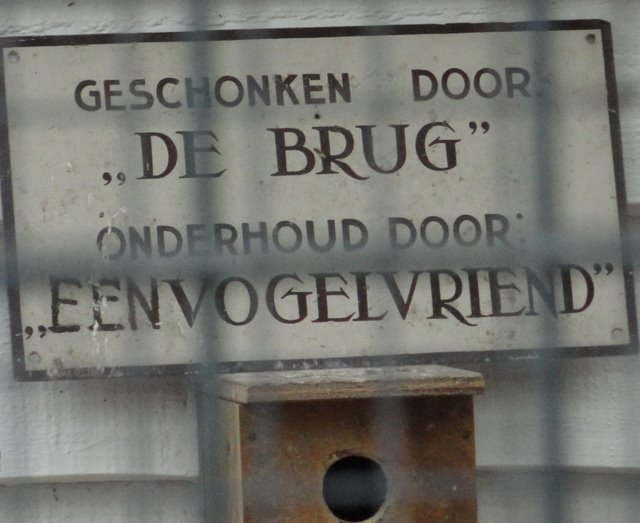 GESCHONKEN DOOR:
„DE BRUG”
ONDERHOUD DOOR:
„EEN VOGELVRIEND”